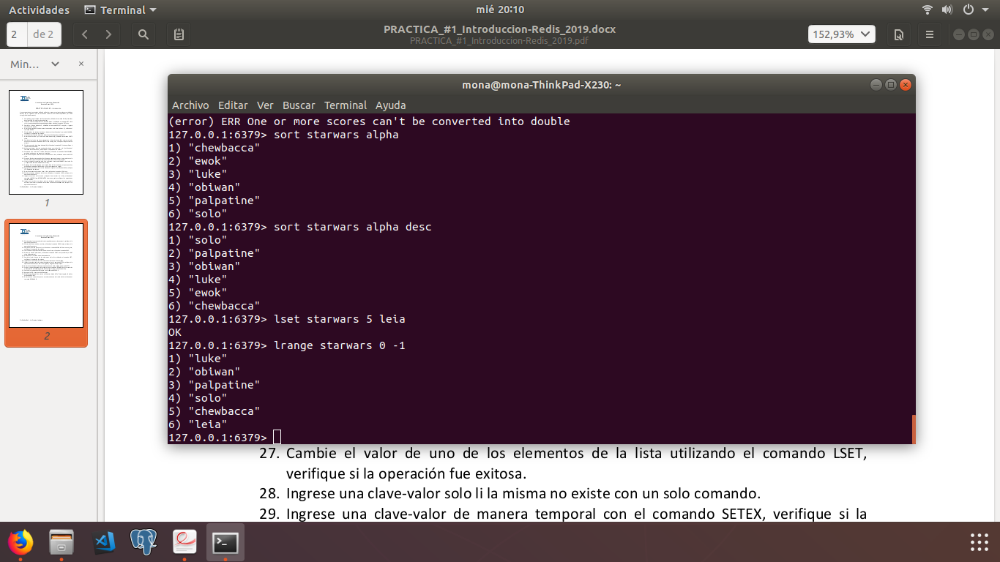 Actividades Terminal mié 20:10
2 de 2 PRACTICA_#1_Introduccion-Redis_2019.docx 152,93%
PRACTICA_#1_Introduccion-Redis_2019.pdf
Min...
1
2
mona@mona-ThinkPad-X230: ~
Archivo Editar Ver Buscar Terminal Ayuda
(error) ERR One or more scores can't be converted into double
127.0.0.1:6379> sort starwars alpha
1) "chewbacca"
2) "ewok"
3) "luke"
4) "obiwan"
5) "palpatine"
6) "solo"
127.0.0.1:6379> sort starwars alpha desc
1) "solo"
2) "palpatine"
3) "obiwan"
4) "luke"
5) "ewok"
6) "chewbacca"
127.0.0.1:6379> lset starwars 5 leia
OK
127.0.0.1:6379> lrange starwars 0 -1
1) "luke"
2) "obiwan"
3) "palpatine"
4) "solo"
5) "chewbacca"
6) "leia"
127.0.0.1:6379>
27. Cambie el valor de uno de los elementos de la lista utilizando el comando LSET,
verifique si la operación fue exitosa.
28. Ingrese una clave-valor solo li la misma no existe con un solo comando.
29. Ingrese una clave-valor de manera temporal con el comando SETEX, verifique si la